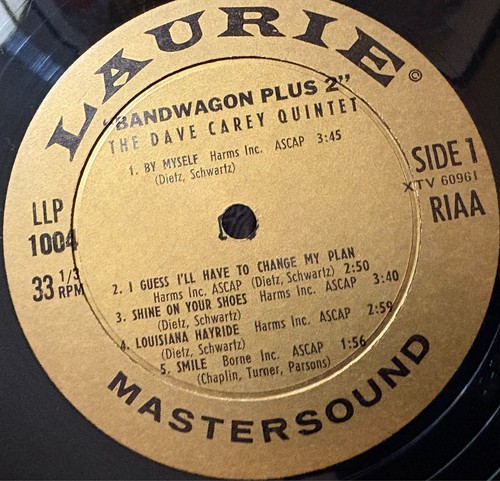 LAURIE ©
"BANDWAGON PLUS 2"
THE DAVE CAREY QUINTET
1. BY MYSELF Harms Inc. ASCAP 3:45
(Dietz, Schwartz)
SIDE 1
XTV 60961
RIAA
LLP
1004
33 1/3
RPM
2. I GUESS I'LL HAVE TO CHANGE MY PLAN
Harms Inc. ASCAP (Dietz, Schwartz) 2:50
3. SHINE ON YOUR SHOES Harms Inc. ASCAP 3:40
(Dietz, Schwartz)
4. LOUISIANA HAYRIDE Harms Inc. ASCAP 2:59
(Dietz, Schwartz)
5. SMILE Borne Inc. ASCAP 1:56
(Chaplin, Turner, Parsons)
MASTERSOUND